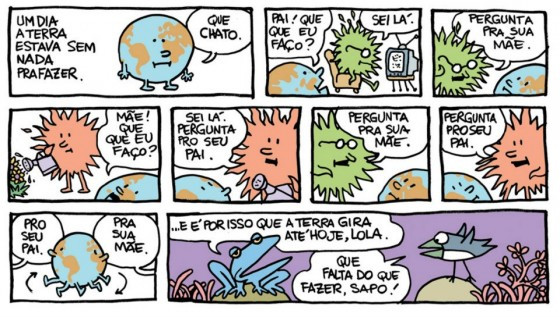 UM DIA
A TERRA
ESTAVA SEM
NADA
PRA FAZER.
QUE
CHATO.
PAI! QUE
QUE EU
FAÇO?
SEI LÁ.
PERGUNTA
PRA SUA
MÃE.
MÃE!
QUE
QUE EU
FAÇO?
SEI LÁ.
PERGUNTA
PRO SEU
PAI.
PERGUNTA
PRA SUA
MÃE.
PERGUNTA
PRO SEU
PAI.
PRO
SEU
PAI.
PRA
SUA
MÃE.
...E É POR ISSO QUE A TERRA GIRA
ATÉ HOJE, LOLA.
QUE
FALTA DO QUE
FAZER, SAPO!